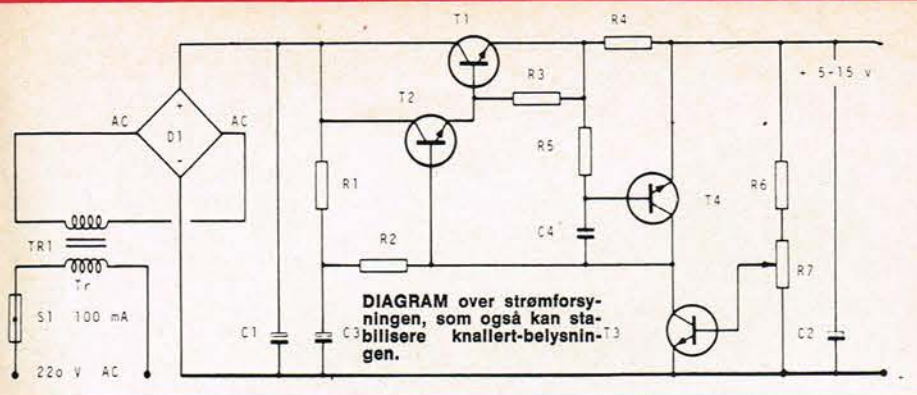 T1
R4
+ 5-15 v
T2
R3
AC
+
AC
D1
-
R5
R1
T4
R6
C4
R2
R7
TR1
Tr
S1 100 mA
DIAGRAM over strømforsy-
ningen, som også kan sta-
bilisere knallert-belysnin-
gen.
C1
C3
T3
C2
22o V AC
-